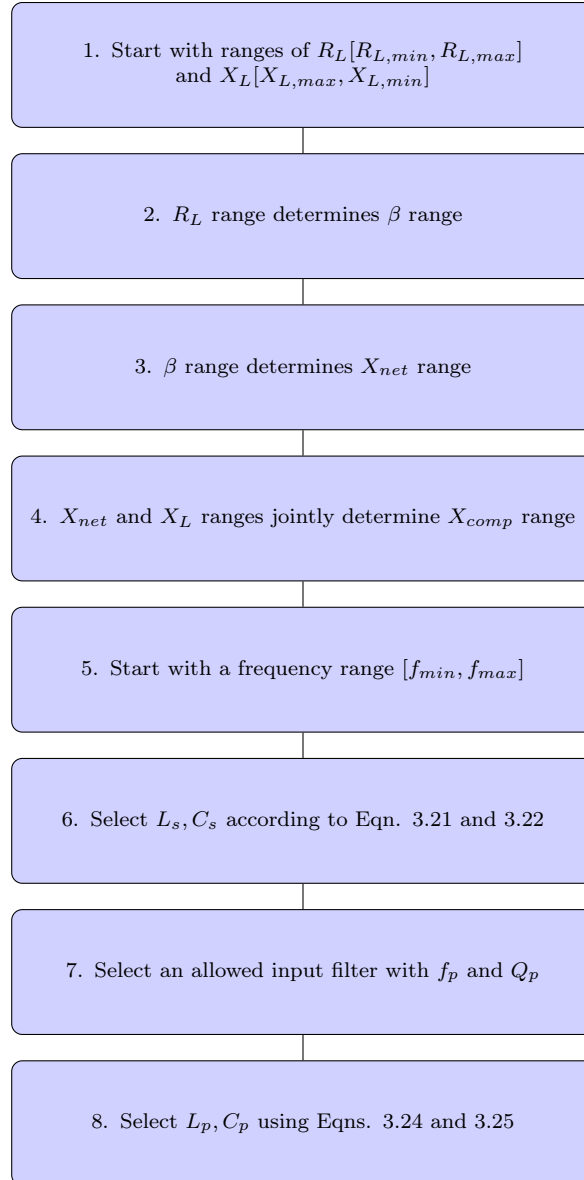 1. Start with ranges of R_L[R_{L,min}, R_{L,max}]
and X_L[X_{L,max}, X_{L,min}]
2. R_L range determines β range
3. β range determines X_{net} range
4. X_{net} and X_L ranges jointly determine X_{comp} range
5. Start with a frequency range [f_{min}, f_{max}]
6. Select L_s, C_s according to Eqn. 3.21 and 3.22
7. Select an allowed input filter with f_p and Q_p
8. Select L_p, C_p using Eqns. 3.24 and 3.25